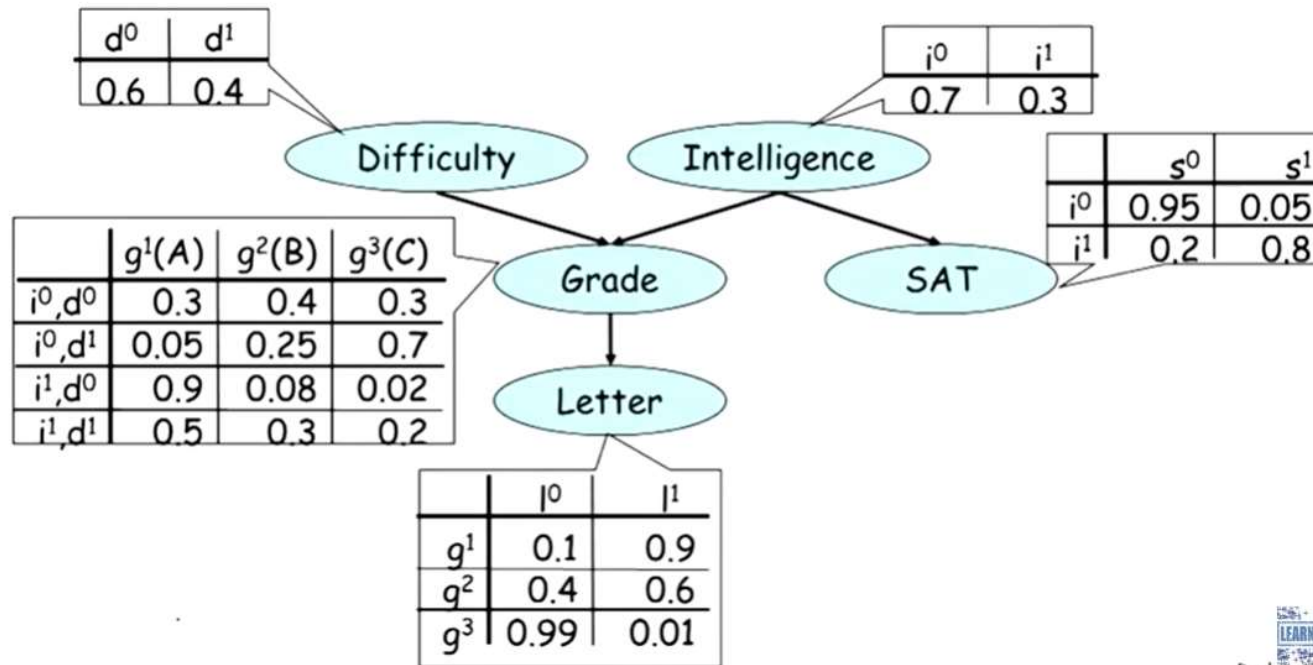 d⁰ d¹
0.6 0.4
i⁰ i¹
0.7 0.3
Difficulty
Intelligence
s⁰ s¹
i⁰ 0.95 0.05
i¹ 0.2 0.8
g¹(A) g²(B) g³(C)
i⁰,d⁰ 0.3 0.4 0.3
i⁰,d¹ 0.05 0.25 0.7
i¹,d⁰ 0.9 0.08 0.02
i¹,d¹ 0.5 0.3 0.2
Grade
SAT
Letter
l⁰ l¹
g¹ 0.1 0.9
g² 0.4 0.6
g³ 0.99 0.01
LEARN